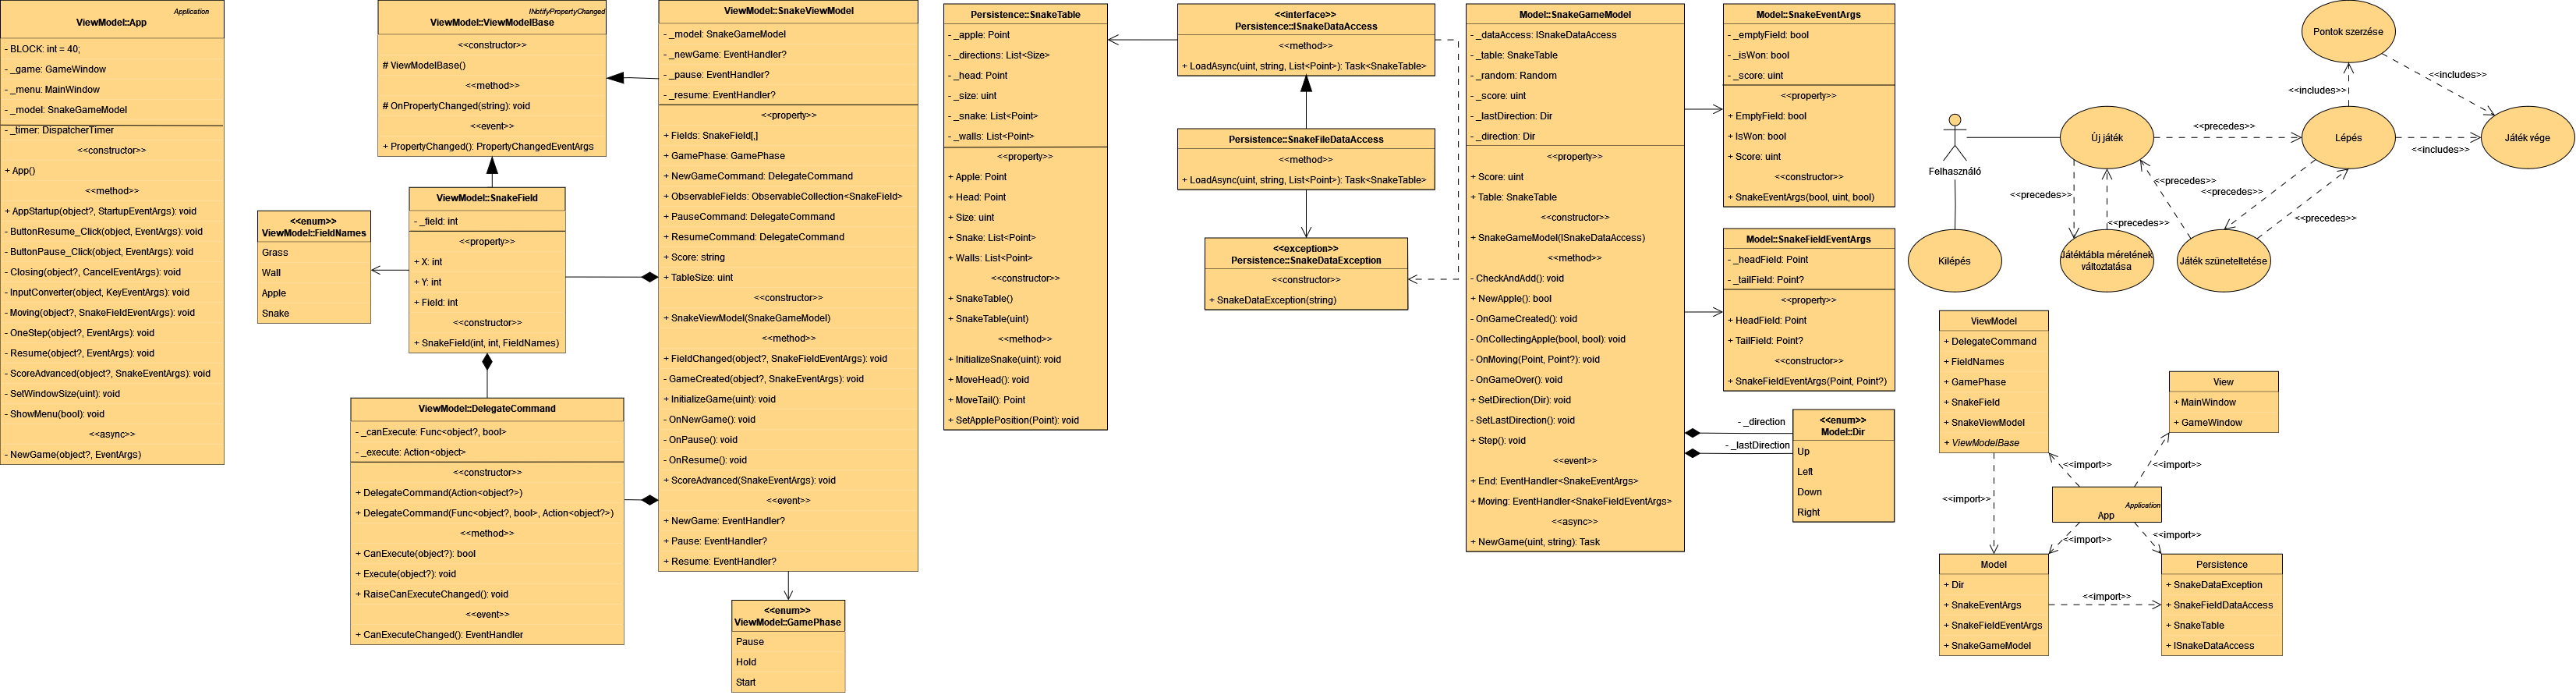 Application
ViewModel::App
- BLOCK: int = 40;
- _game: GameWindow
- _menu: MainWindow
- _model: SnakeGameModel
- _timer: DispatcherTimer
<<constructor>>
+ App()
<<method>>
+ AppStartup(object?, StartupEventArgs): void
- ButtonResume_Click(object, EventArgs): void
- ButtonPause_Click(object, EventArgs): void
- Closing(object?, CancelEventArgs): void
- InputConverter(object, KeyEventArgs): void
- Moving(object?, SnakeFieldEventArgs): void
- OneStep(object?, EventArgs): void
- Resume(object?, EventArgs): void
- ScoreAdvanced(object?, SnakeEventArgs): void
- SetWindowSize(uint): void
- ShowMenu(bool): void
<<async>>
- NewGame(object?, EventArgs)
<<enum>>
ViewModel::FieldNames
Grass
Wall
Apple
Snake
INotifyPropertyChanged
ViewModel::ViewModelBase
<<constructor>>
# ViewModelBase()
<<method>>
# OnPropertyChanged(string): void
<<event>>
+ PropertyChanged(): PropertyChangedEventArgs
ViewModel::SnakeField
- _field: int
<<property>>
+ X: int
+ Y: int
+ Field: int
<<constructor>>
+ SnakeField(int, int, FieldNames)
ViewModel::DelegateCommand
- _canExecute: Func<object?, bool>
- _execute: Action<object>
<<constructor>>
+ DelegateCommand(Action<object?>)
+ DelegateCommand(Func<object?, bool>, Action<object?>)
<<method>>
+ CanExecute(object?): bool
+ Execute(object?): void
+ RaiseCanExecuteChanged(): void
<<event>>
+ CanExecuteChanged(): EventHandler
ViewModel::SnakeViewModel
- _model: SnakeGameModel
- _newGame: EventHandler?
- _pause: EventHandler?
- _resume: EventHandler?
<<property>>
+ Fields: SnakeField[,]
+ GamePhase: GamePhase
+ NewGameCommand: DelegateCommand
+ ObservableFields: ObservableCollection<SnakeField>
+ PauseCommand: DelegateCommand
+ ResumeCommand: DelegateCommand
+ Score: string
+ TableSize: uint
<<constructor>>
+ SnakeViewModel(SnakeGameModel)
<<method>>
+ FieldChanged(object?, SnakeFieldEventArgs): void
- GameCreated(object?, SnakeEventArgs): void
+ InitializeGame(uint): void
- OnNewGame(): void
- OnPause(): void
- OnResume(): void
+ ScoreAdvanced(SnakeEventArgs): void
<<event>>
+ NewGame: EventHandler?
+ Pause: EventHandler?
+ Resume: EventHandler?
<<enum>>
ViewModel::GamePhase
Pause
Hold
Start
Persistence::SnakeTable
- _apple: Point
- _directions: List<Size>
- _head: Point
- _size: uint
- _snake: List<Point>
- _walls: List<Point>
<<property>>
+ Apple: Point
+ Head: Point
+ Size: uint
+ Snake: List<Point>
+ Walls: List<Point>
<<constructor>>
+ SnakeTable()
+ SnakeTable(uint)
<<method>>
+ InitializeSnake(uint): void
+ MoveHead(): void
+ MoveTail(): Point
+ SetApplePosition(Point): void
<<interface>>
Persistence::ISnakeDataAccess
<<method>>
+ LoadAsync(uint, string, List<Point>): Task<SnakeTable>
Persistence::SnakeFileDataAccess
<<method>>
+ LoadAsync(uint, string, List<Point>): Task<SnakeTable>
<<exception>>
Persistence::SnakeDataException
<<constructor>>
+ SnakeDataException(string)
Model::SnakeGameModel
- _dataAccess: ISnakeDataAccess
- _table: SnakeTable
- _random: Random
- _score: uint
- _lastDirection: Dir
- _direction: Dir
<<property>>
+ Score: uint
+ Table: SnakeTable
<<constructor>>
+ SnakeGameModel(ISnakeDataAccess)
<<method>>
- CheckAndAdd(): void
+ NewApple(): bool
- OnGameCreated(): void
- OnCollectingApple(bool, bool): void
- OnMoving(Point, Point?): void
- OnGameOver(): void
+ SetDirection(Dir): void
- SetLastDirection(): void
+ Step(): void
<<event>>
+ End: EventHandler<SnakeEventArgs>
+ Moving: EventHandler<SnakeFieldEventArgs>
<<async>>
+ NewGame(uint, string): Task
Model::SnakeEventArgs
- _emptyField: bool
- _isWon: bool
- _score: uint
<<property>>
+ EmptyField: bool
+ IsWon: bool
+ Score: uint
<<constructor>>
+ SnakeEventArgs(bool, uint, bool)
Model::SnakeFieldEventArgs
- _headField: Point
- _tailField: Point?
<<property>>
+ HeadField: Point
+ TailField: Point?
<<constructor>>
+ SnakeFieldEventArgs(Point, Point?)
- _direction
- _lastDirection
<<enum>>
Model::Dir
Up
Left
Down
Right
Pontok szerzése
<<includes>>
<<includes>>
Felhasználó
Új játék
<<precedes>>
Lépés
<<includes>>
Játék vége
<<precedes>>
<<precedes>>
<<precedes>>
<<precedes>>
<<precedes>>
Kilépés
Játéktábla méretének
változtatása
Játék szüneteltetése
ViewModel
+ DelegateCommand
+ FieldNames
+ GamePhase
+ SnakeField
+ SnakeViewModel
+ ViewModelBase
View
+ MainWindow
+ GameWindow
<<import>>
<<import>>
<<import>>
Application
App
<<import>>
<<import>>
Model
+ Dir
+ SnakeEventArgs
+ SnakeFieldEventArgs
+ SnakeGameModel
<<import>>
Persistence
+ SnakeDataException
+ SnakeFieldDataAccess
+ SnakeTable
+ ISnakeDataAccess